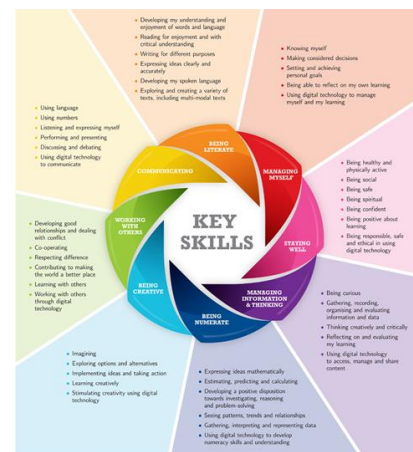 • Developing my understanding and
enjoyment of words and language
• Reading for enjoyment and with
critical understanding
• Writing for different purposes
• Expressing ideas clearly and
accurately
• Developing my spoken language
• Exploring and creating a variety of
texts, including multi-modal texts
• Knowing myself
• Making considered decisions
• Setting and achieving
personal goals
• Being able to reflect on my own learning
• Using digital technology to manage
myself and my learning
• Using language
• Using numbers
• Listening and expressing myself
• Performing and presenting
• Discussing and debating
• Using digital technology
to communicate
BEING
LITERATE
COMMUNICATING
MANAGING
MYSELF
• Being healthy and
physically active
• Being social
• Being safe
• Being spiritual
• Being confident
• Being positive about
learning
• Being responsible, safe
and ethical in using
digital technology
WORKING
WITH
OTHERS
KEY
SKILLS
STAYING
WELL
• Developing good
relationships and dealing
with conflict
• Co-operating
• Respecting difference
• Contributing to making
the world a better place
• Learning with others
• Working with others
through digital
technology
BEING
CREATIVE
BEING
NUMERATE
MANAGING
INFORMATION
& THINKING
• Being curious
• Gathering, recording,
organising and evaluating
information and data
• Thinking creatively and critically
• Reflecting on and evaluating
my learning
• Using digital technology
to access, manage and share
content
• Imagining
• Exploring options and alternatives
• Implementing ideas and taking action
• Learning creatively
• Stimulating creativity using digital
technology
• Expressing ideas mathematically
• Estimating, predicting and calculating
• Developing a positive disposition
towards investigating, reasoning
and problem-solving
• Seeing patterns, trends and relationships
• Gathering, interpreting and representing data
• Using digital technology to develop
numeracy skills and understanding